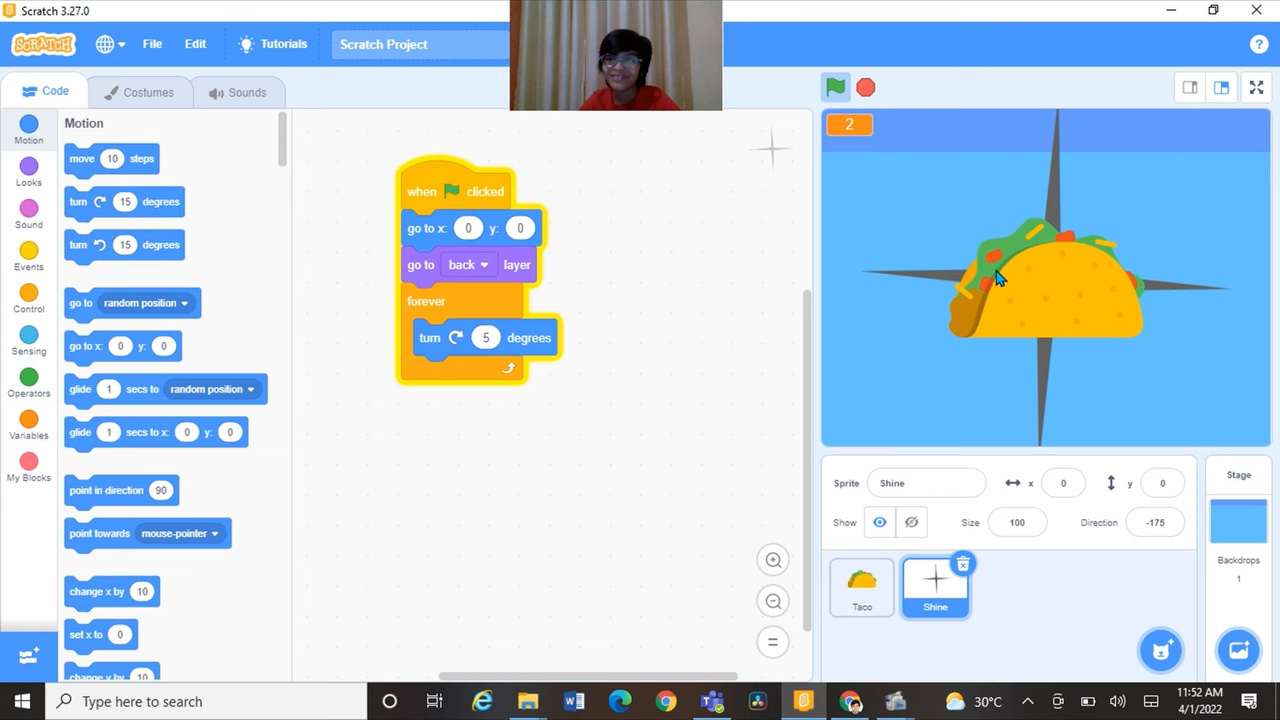 Scratch 3.27.0
SCRATCH
File
Edit
Tutorials
Scratch Project
Code
Costumes
Sounds
Motion
Looks
Sound
Events
Control
Sensing
Operators
Variables
My Blocks
Motion
move 10 steps
turn 15 degrees
turn 15 degrees
go to random position
go to x: 0 y: 0
glide 1 secs to random position
glide 1 secs to x: 0 y: 0
point in direction 90
point towards mouse-pointer
change x by 10
set x to 0
change y by 10
when clicked
go to x: 0 y: 0
go to back layer
forever
turn 5 degrees
2
Sprite Shine x 0 y 0
Show Size 100 Direction -175
Taco
Shine
Stage
Backdrops
1
Type here to search
30°C
11:52 AM
4/1/2022